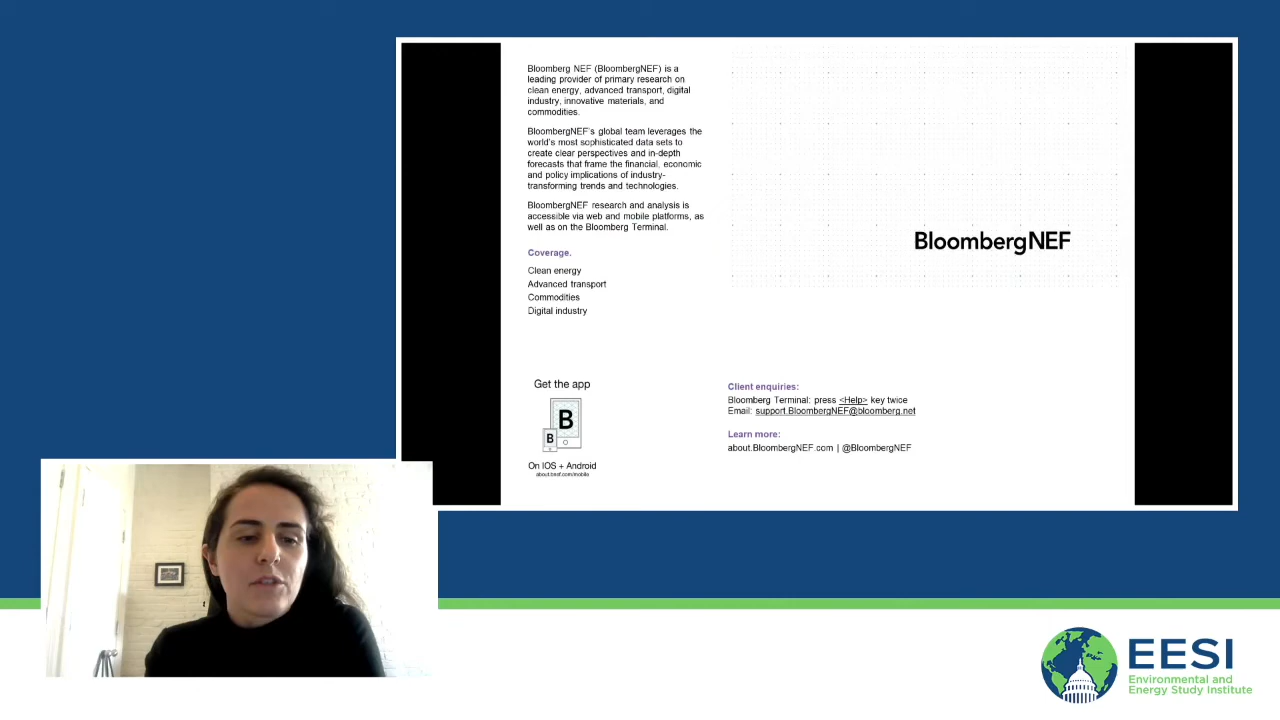 Bloomberg NEF (BloombergNEF) is a
leading provider of primary research on
clean energy, advanced transport, digital
industry, innovative materials, and
commodities.
BloombergNEF's global team leverages the
world's most sophisticated data sets to
create clear perspectives and in-depth
forecasts that frame the financial, economic
and policy implications of industry-
transforming trends and technologies.
BloombergNEF research and analysis is
accessible via web and mobile platforms, as
well as on the Bloomberg Terminal.
Coverage.
Clean energy
Advanced transport
Commodities
Digital industry
Get the app
B
B
On IOS + Android
about.bnef.com/mobile
BloombergNEF
Client enquiries:
Bloomberg Terminal: press <Help> key twice
Email: support.BloombergNEF@bloomberg.net
Learn more:
about.BloombergNEF.com | @BloombergNEF
EESI
Environmental and
Energy Study Institute